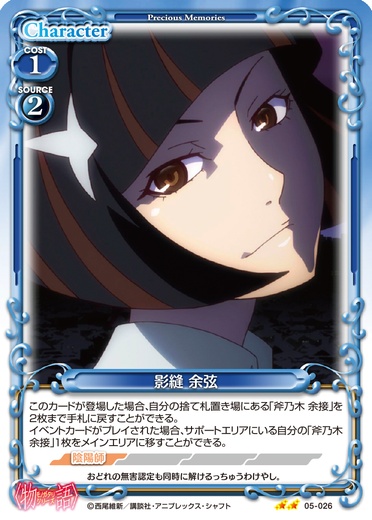 Precious Memories
Character
COST
1
SOURCE
2
影縫 余弦
このカードが登場した場合、自分の捨て札置き場にある「斧乃木 余接」を
2枚まで手札に戻すことができる。
イベントカードがプレイされた場合、サポートエリアにいる自分の「斧乃木
余接」1枚をメインエリアに移すことができる。
陰陽師
おどれの無害認定も同時に解けるっちゅうわけやし。
物語
©西尾維新／講談社・アニプレックス・シャフト
05-026